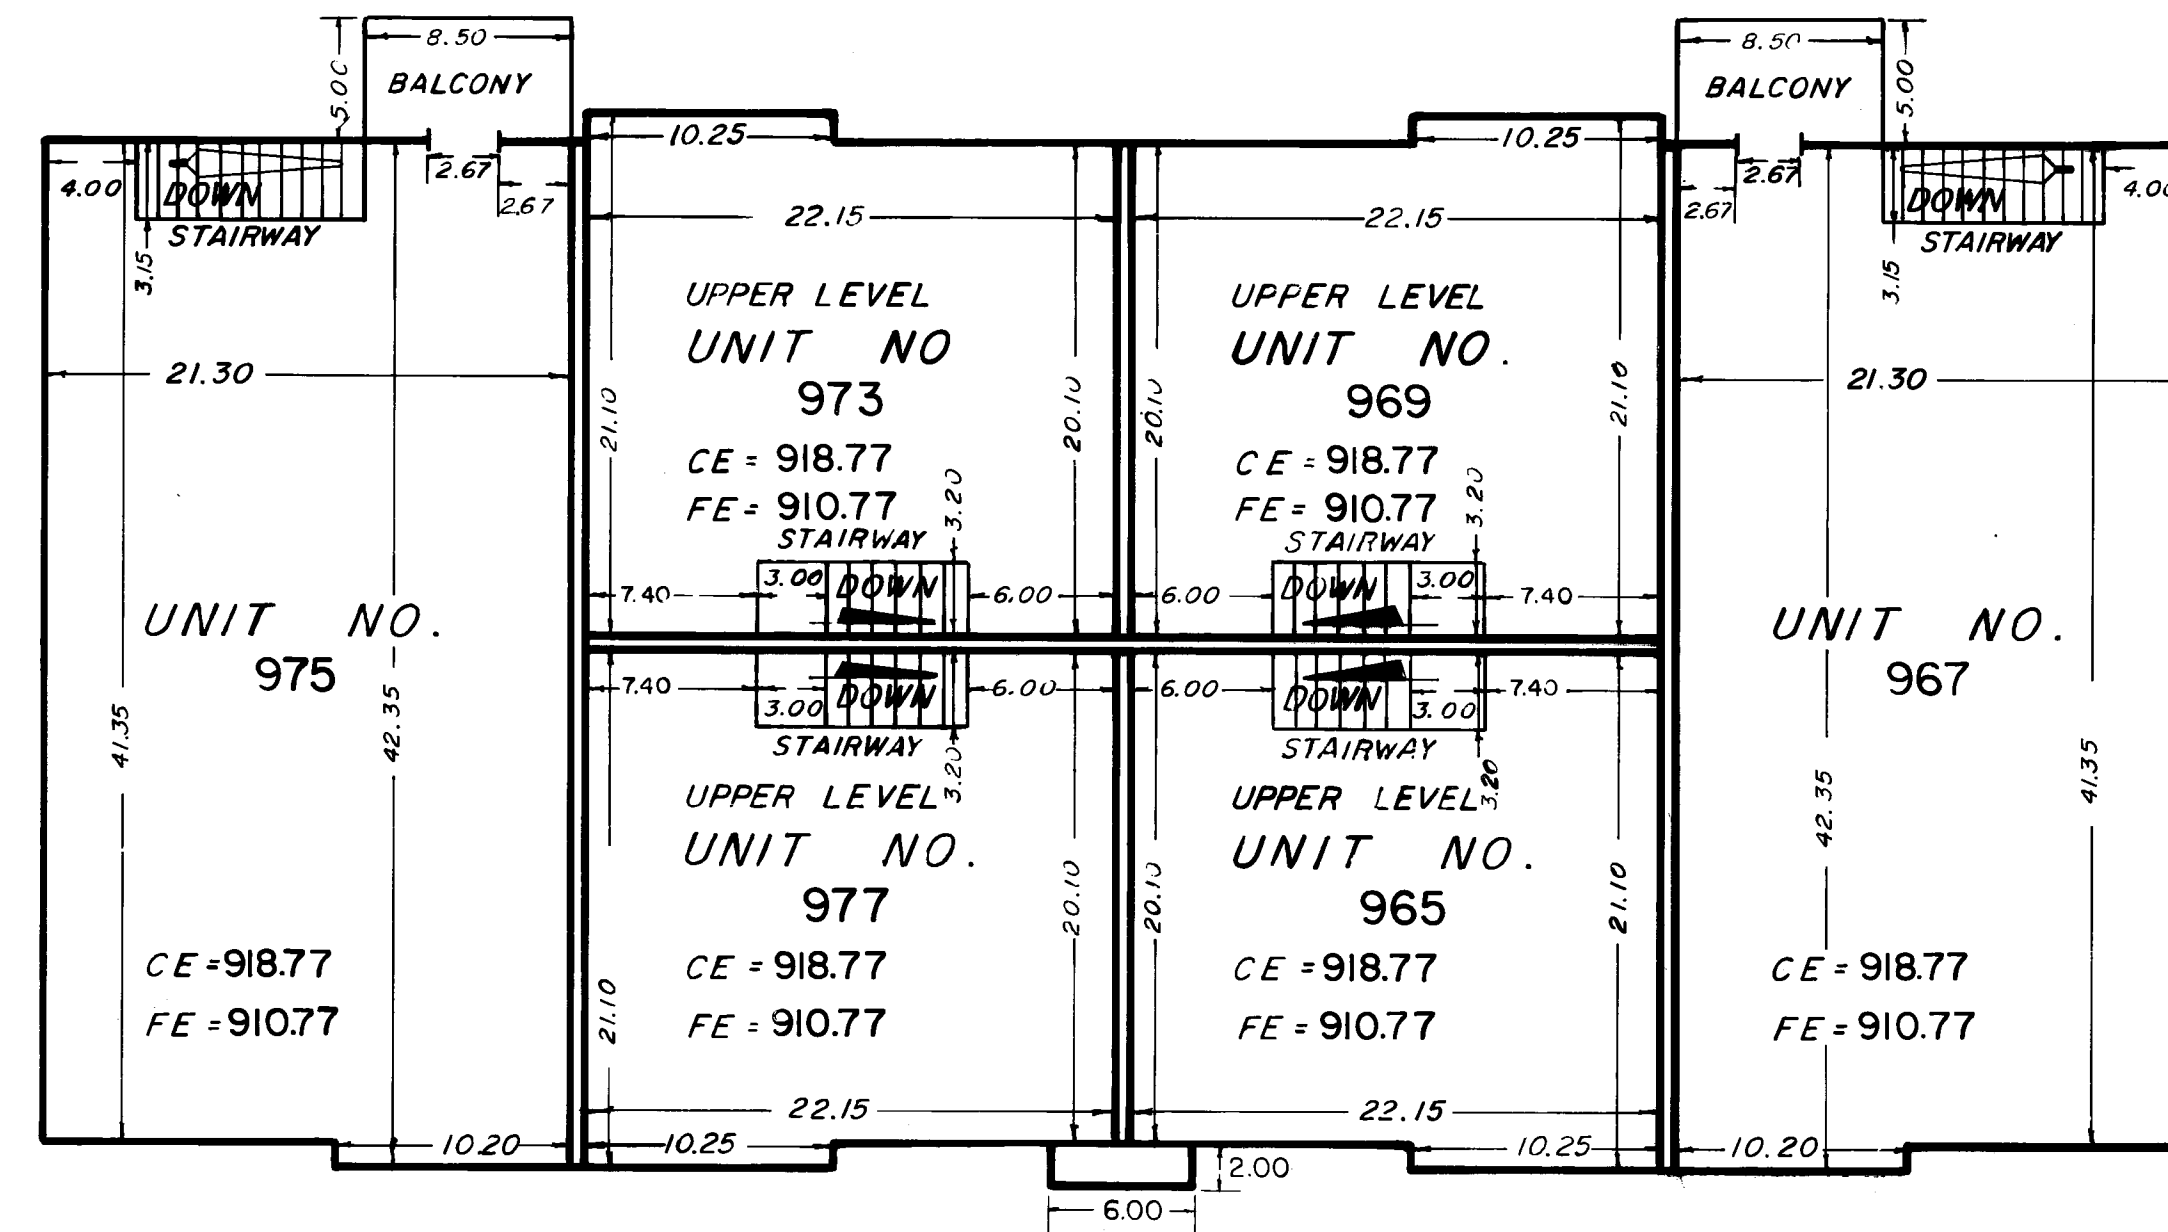 8.50
5.00
BALCONY
8.50
5.00
BALCONY
10.25
10.25
4.00
DOWN
2.67
2.67
STAIRWAY
3.15
2.67
2.67
DOWN
STAIRWAY
3.15
22.15
22.15
UPPER LEVEL
UNIT NO
973
CE = 918.77
FE = 910.77
STAIRWAY
21.10
20.10
3.20
UPPER LEVEL
UNIT NO.
969
CE = 918.77
FE = 910.77
STAIRWAY
20.10
21.10
3.20
21.30
21.30
7.40
3.00
DOWN
6.00
6.00
DOWN
3.00
7.40
UNIT NO.
975
41.35
42.35
CE = 918.77
FE = 910.77
UNIT NO.
967
42.35
41.35
CE = 918.77
FE = 910.77
7.40
3.00
DOWN
6.00
6.00
DOWN
3.00
7.40
STAIRWAY
3.20
STAIRWAY
3.20
UPPER LEVEL
UNIT NO.
977
CE = 918.77
FE = 910.77
21.10
20.10
UPPER LEVEL
UNIT NO.
965
CE = 918.77
FE = 910.77
20.10
21.10
22.15
22.15
10.20
10.25
10.25
10.20
2.00
6.00